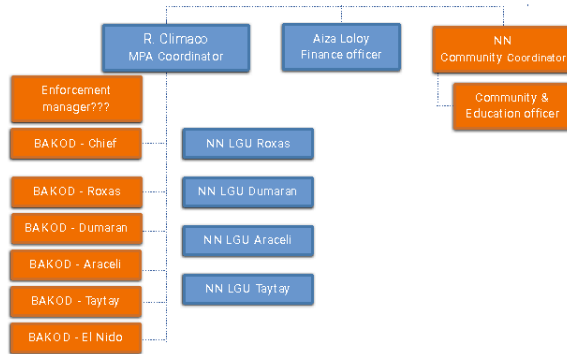 R. Climaco
MPA Coordinator
Aiza Loloy
Finance officer
NN
Community Coordinator
Enforcement
manager???
Community &
Education officer
BAKOD - Chief
NN LGU Roxas
BAKOD - Roxas
NN LGU Dumaran
BAKOD - Dumaran
NN LGU Araceli
BAKOD - Araceli
NN LGU Taytay
BAKOD - Taytay
BAKOD - El Nido